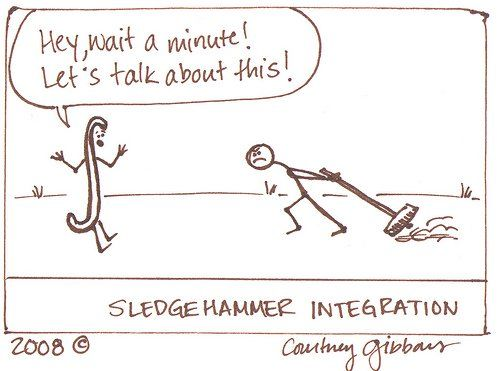 Hey, wait a minute!
Let's talk about this!
SLEDGEHAMMER INTEGRATION
2008 ©
Courtney Gibbons